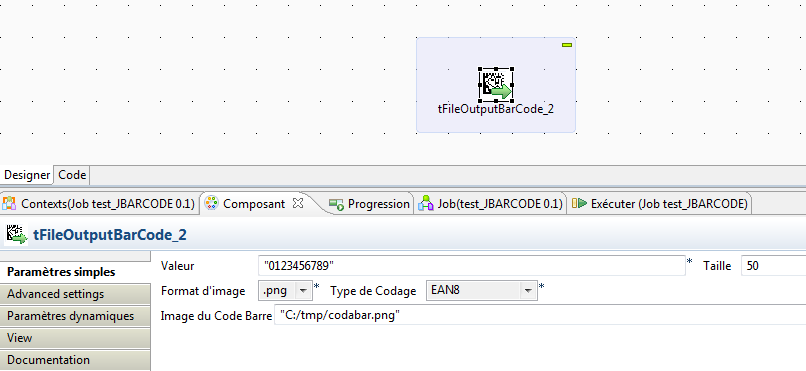 tFileOutputBarCode_2
Designer Code
Contexts(Job test_JBARCODE 0.1) Composant Progression Job(test_JBARCODE 0.1) Exécuter (Job test_JBARCODE)
tFileOutputBarCode_2
Paramètres simples
Advanced settings
Paramètres dynamiques
View
Documentation
Valeur "0123456789" * Taille 50
Format d'image .png * Type de Codage EAN8 *
Image du Code Barre "C:/tmp/codabar.png"